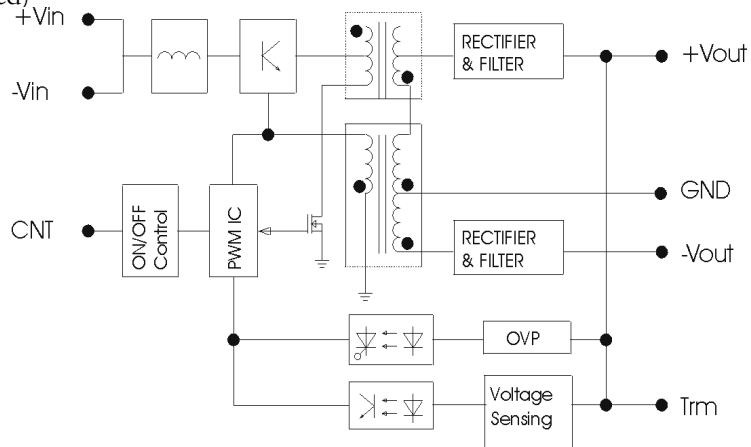 ed)
+Vin
-Vin
CNT
ON/OFF
Control
PWM IC
RECTIFIER
& FILTER
RECTIFIER
& FILTER
OVP
Voltage
Sensing
+Vout
GND
-Vout
Trm